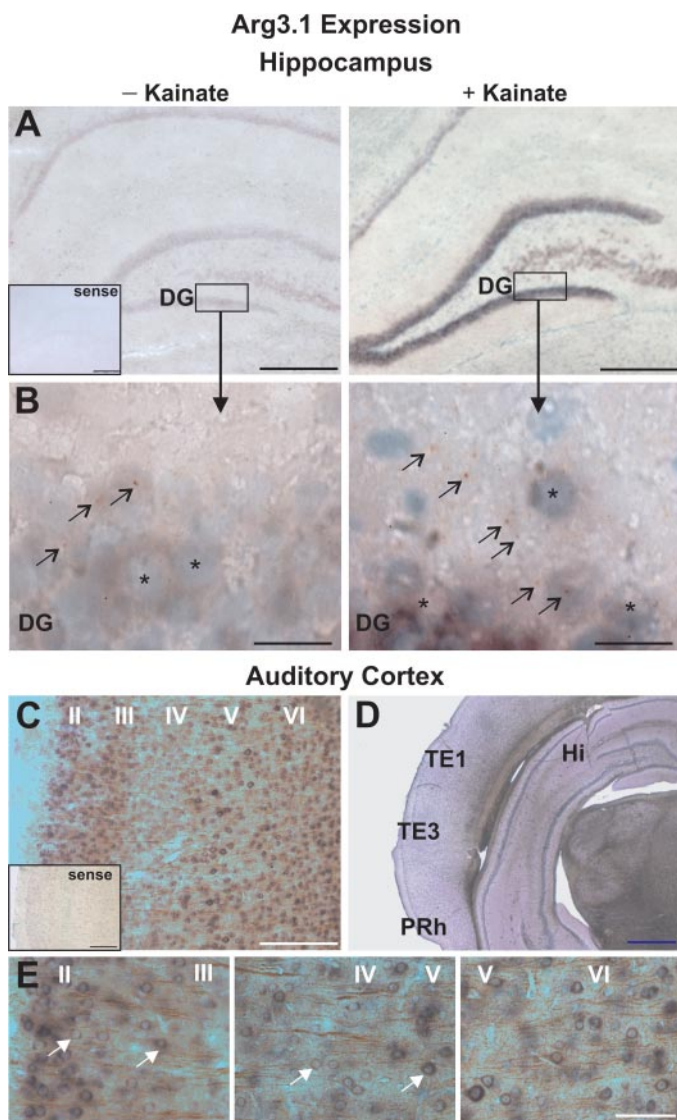 Arg3.1 Expression
Hippocampus
– Kainate
+ Kainate
A
sense
DG
DG
B
*
*
DG
*
*
*
DG
Auditory Cortex
C
II III IV V VI
sense
D
TE1
Hi
TE3
PRh
E
II III
IV V
V VI